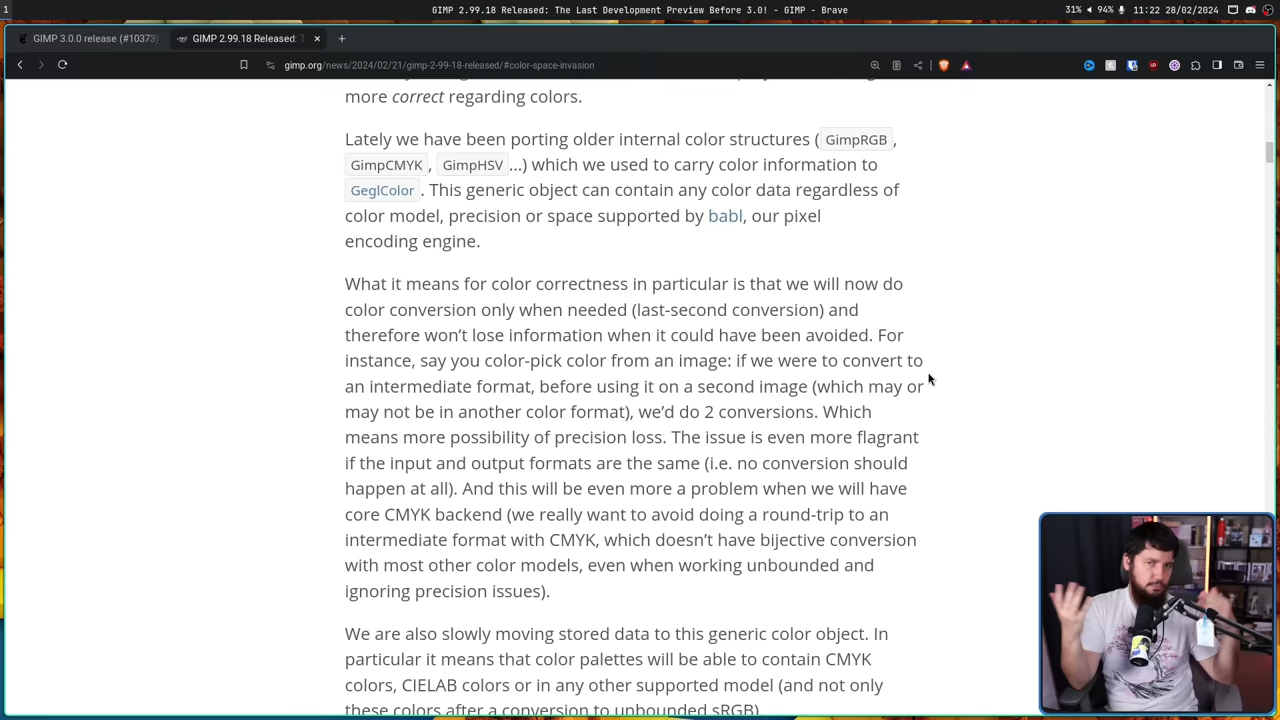 1
GIMP 2.99.18 Released: The Last Development Preview Before 3.0! - GIMP - Brave
31% 94% 11:22 28/02/2024
GIMP 3.0.0 release (#10373)
GIMP 2.99.18 Released:
gimp.org/news/2024/02/21/gimp-2-99-18-released/#color-space-invasion
more correct regarding colors.
Lately we have been porting older internal color structures ( GimpRGB ,
GimpCMYK , GimpHSV …) which we used to carry color information to
GeglColor . This generic object can contain any color data regardless of
color model, precision or space supported by babl, our pixel
encoding engine.
What it means for color correctness in particular is that we will now do
color conversion only when needed (last-second conversion) and
therefore won’t lose information when it could have been avoided. For
instance, say you color-pick color from an image: if we were to convert to
an intermediate format, before using it on a second image (which may or
may not be in another color format), we’d do 2 conversions. Which
means more possibility of precision loss. The issue is even more flagrant
if the input and output formats are the same (i.e. no conversion should
happen at all). And this will be even more a problem when we will have
core CMYK backend (we really want to avoid doing a round-trip to an
intermediate format with CMYK, which doesn’t have bijective conversion
with most other color models, even when working unbounded and
ignoring precision issues).
We are also slowly moving stored data to this generic color object. In
particular it means that color palettes will be able to contain CMYK
colors, CIELAB colors or in any other supported model (and not only
these colors after a conversion to unbounded sRGB).